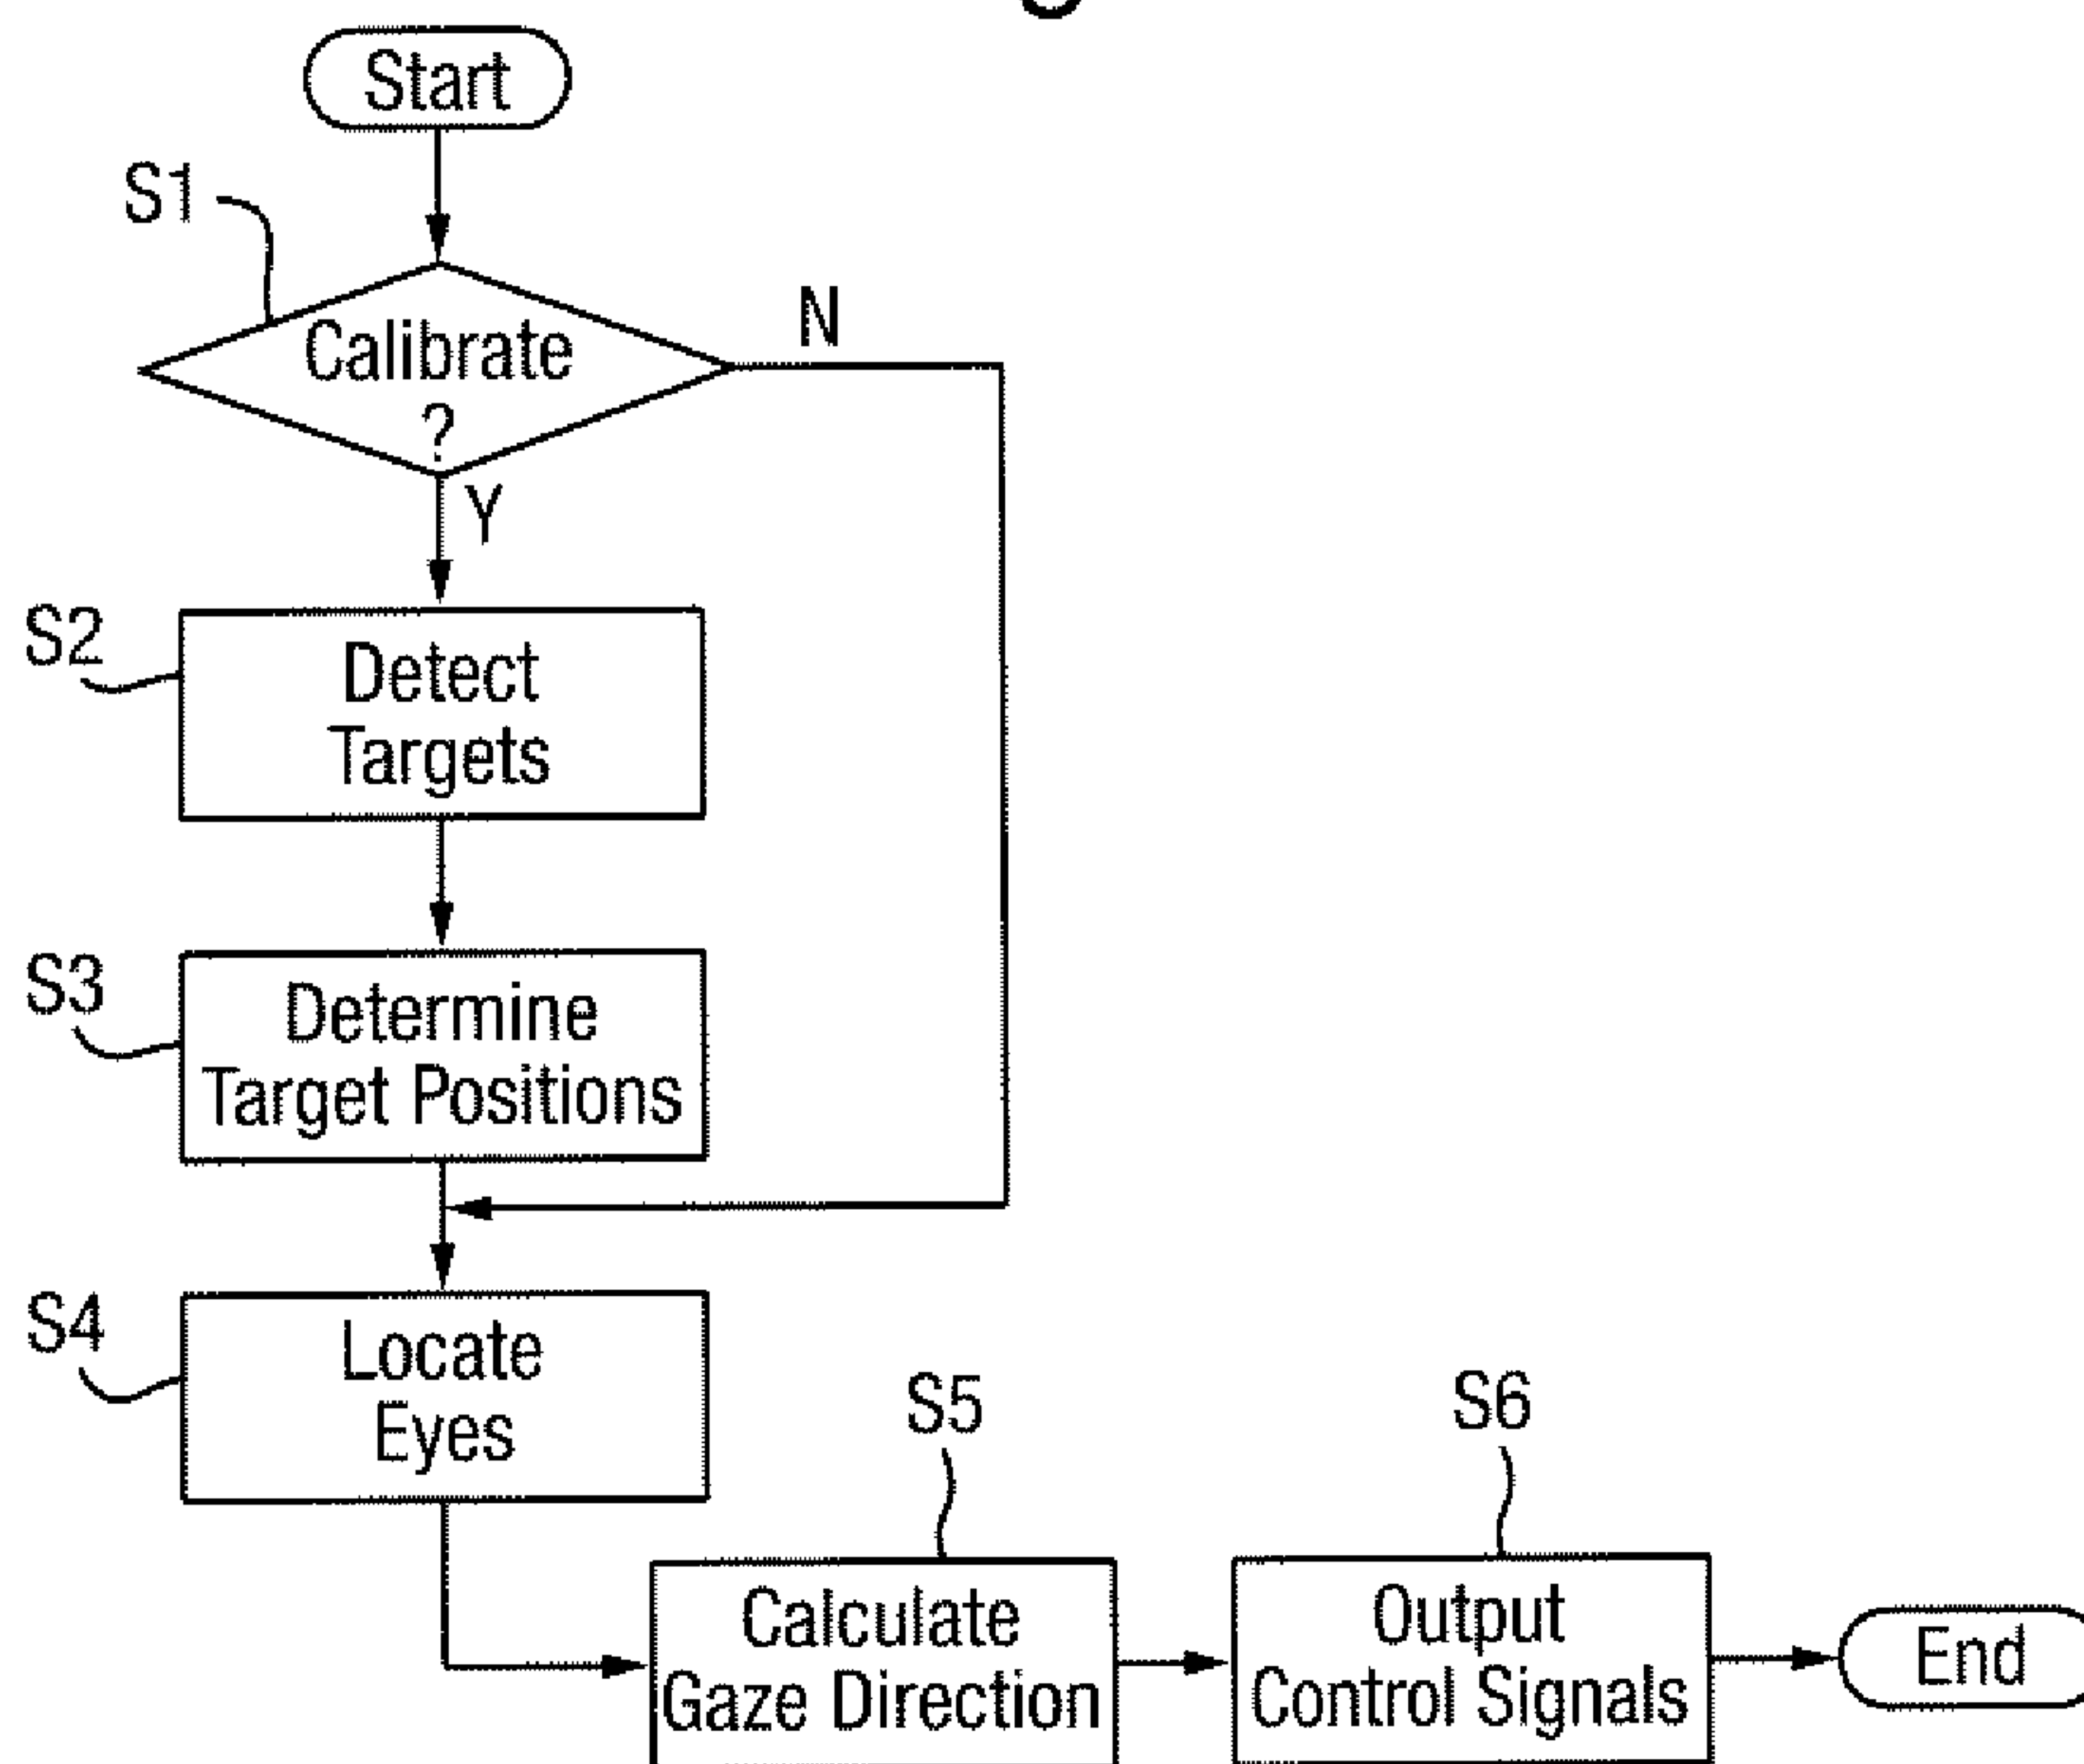 Start
S1
Calibrate
?
N
Y
S2
Detect
Targets
S3
Determine
Target Positions
S4
Locate
Eyes
S5
Calculate
Gaze Direction
S6
Output
Control Signals
End